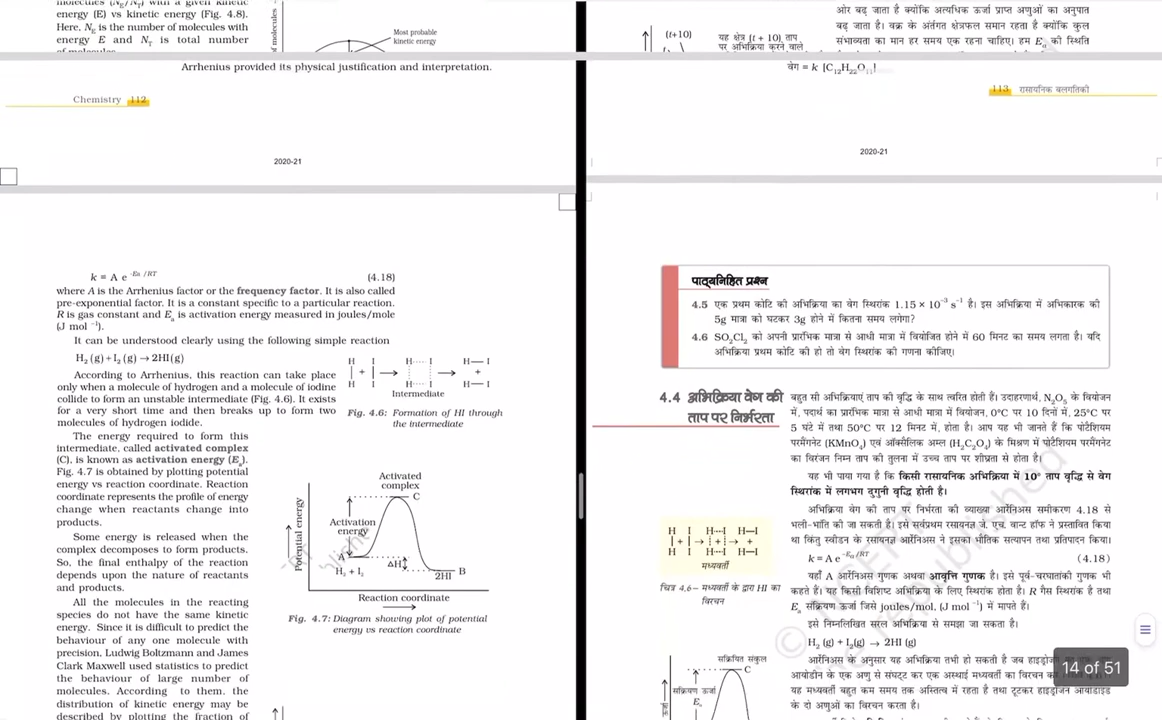 energy (E) vs kinetic energy (Fig. 4.8).
Here, N_E is the number of molecules with
energy E and N_T is total number
Most probable
kinetic energy
Arrhenius provided its physical justification and interpretation.
Chemistry 112
2020-21
k = A e^-Ea /RT (4.18)
where A is the Arrhenius factor or the frequency factor. It is also called
pre-exponential factor. It is a constant specific to a particular reaction.
R is gas constant and E_a is activation energy measured in joules/mole
(J mol ^–1).
It can be understood clearly using the following simple reaction
H₂ (g) + I₂ (g) → 2HI(g)
According to Arrhenius, this reaction can take place
only when a molecule of hydrogen and a molecule of iodine
collide to form an unstable intermediate (Fig. 4.6). It exists
for a very short time and then breaks up to form two
molecules of hydrogen iodide.
H I H····· I H— I
+ → → +
H I H····· I H— I
Intermediate
Fig. 4.6: Formation of HI through
the intermediate
The energy required to form this
intermediate, called activated complex
(C), is known as activation energy (E_a).
Fig. 4.7 is obtained by plotting potential
energy vs reaction coordinate. Reaction
coordinate represents the profile of energy
change when reactants change into
products.
Some energy is released when the
complex decomposes to form products.
So, the final enthalpy of the reaction
depends upon the nature of reactants
and products.
All the molecules in the reacting
species do not have the same kinetic
energy. Since it is difficult to predict the
behaviour of any one molecule with
precision, Ludwig Boltzmann and James
Clark Maxwell used statistics to predict
the behaviour of large number of
molecules. According to them, the
distribution of kinetic energy may be
described by plotting the fraction of
Activated
complex
C
Activation
energy
Potential energy
A
H₂ + I₂
ΔH
2HI B
Reaction coordinate
Fig. 4.7: Diagram showing plot of potential
energy vs reaction coordinate
ओर बढ़ जाता है क्योंकि अत्यधिक ऊर्जा प्राप्त अणुओं का अनुपात
बढ़ जाता है। वक्र के अंतर्गत क्षेत्रफल समान रहता है क्योंकि कुल
संभाव्यता का मान हर समय एक रहना चाहिए। हम E_a की स्थिति
(t+10)
यह क्षेत्र (t + 10) ताप
पर अभिक्रिया करने वाले
वेग = k [C₁₂H₂₂O₁₁]
113 रासायनिक बलगतिकी
2020-21
पाठ्यनिहित प्रश्न
4.5 एक प्रथम कोटि की अभिक्रिया का वेग स्थिरांक 1.15 × 10^-3 s^-1 है। इस अभिक्रिया में अभिकारक की
5g मात्रा को घटकर 3g होने में कितना समय लगेगा?
4.6 SO₂Cl₂ को अपनी प्रारंभिक मात्रा से आधी मात्रा में वियोजित होने में 60 मिनट का समय लगता है। यदि
अभिक्रिया प्रथम कोटि की हो तो वेग स्थिरांक की गणना कीजिए।
4.4 अभिक्रिया वेग की
ताप पर निर्भरता
बहुत सी अभिक्रियाएं ताप की वृद्धि के साथ त्वरित होती हैं। उदाहरणार्थ, N₂O₅ के वियोजन
में, पदार्थ का प्रारंभिक मात्रा से आधी मात्रा में वियोजन, 0°C पर 10 दिनों में, 25°C पर
5 घंटे में तथा 50°C पर 12 मिनट में, होता है। आप यह भी जानते हैं कि पोटैशियम
परमैंगनेट (KMnO₄) एवं ऑक्सैलिक अम्ल (H₂C₂O₄) के मिश्रण में पोटैशियम परमैंगनेट
का विरंजन निम्न ताप की तुलना में उच्च ताप पर शीघ्रता से होता है।
यह भी पाया गया है कि किसी रासायनिक अभिक्रिया में 10° ताप वृद्धि से वेग
स्थिरांक में लगभग दुगुनी वृद्धि होती है।
अभिक्रिया वेग की ताप पर निर्भरता की व्याख्या आरेंनिअस समीकरण 4.18 से
भली-भांति की जा सकती है। इसे सर्वप्रथम रसायनज्ञ जे. एच. वान्ट हॉफ ने प्रस्तावित किया
था किंतु स्वीडन के रसायनज्ञ आरेंनिअस ने इसका भौतिक सत्यापन तथा प्रतिपादन किया।
k = A e^-Ea /RT (4.18)
यहाँ A आरेंनिअस गुणक अथवा आवृत्ति गुणक है। इसे पूर्व-चरघातांकी गुणक भी
कहते हैं। यह किसी विशिष्ट अभिक्रिया के लिए स्थिरांक होता है। R गैस स्थिरांक है तथा
E_a संक्रियण ऊर्जा जिसे joules/mol, (J mol ^–1) में मापते हैं।
इसे निम्नलिखित सरल अभिक्रिया से समझा जा सकता है।
H₂ (g) + I₂(g) → 2HI (g)
आरेंनिअस के अनुसार यह अभिक्रिया तभी हो सकती है जब
आयोडीन के एक अणु से संघट्ट कर एक अस्थाई मध्यवर्ती का विरचन
यह मध्यवर्ती बहुत कम समय तक अस्तित्व में रहता है तथा टूटकर हाइड्रोजन आयोडाइड
के दो अणुओं का विरचन करता है।
H I H···I H—I
+ → + → +
H I H···I H—I
मध्यवर्ती
चित्र 4.6– मध्यवर्ती के द्वारा HI का
विरचन
सक्रियित संकुल
C
सक्रियण ऊर्जा
E_a
14 of 51